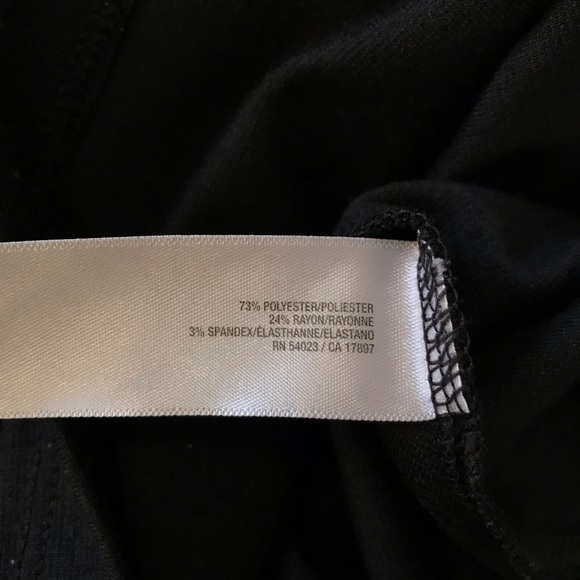 73% POLYESTER/POLIESTER
24% RAYON/RAYONNE
3% SPANDEX/ÉLASTHANNE/ELASTANO
RN 54023 / CA 17897